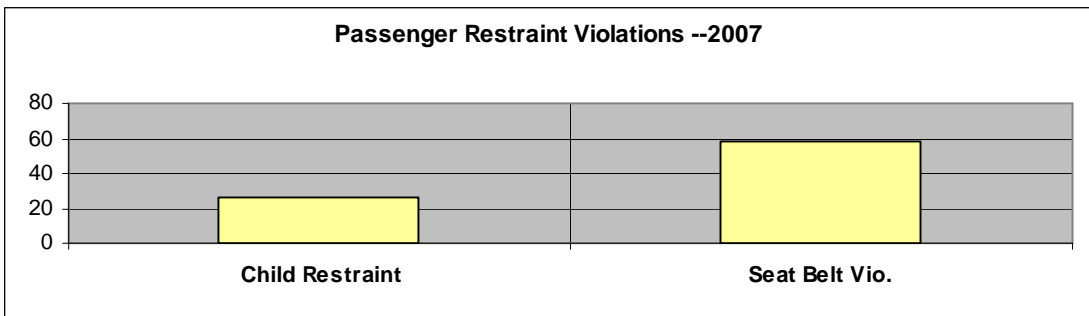 Passenger Restraint Violations --2007
80
60
40
20
0
Child Restraint
Seat Belt Vio.